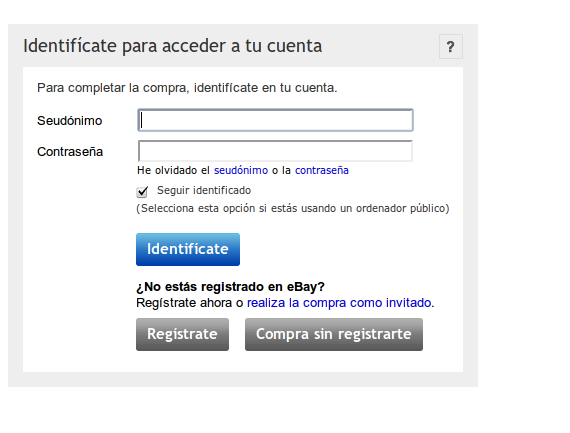 Identifícate para acceder a tu cuenta
?
Para completar la compra, identifícate en tu cuenta.
Seudónimo
Contraseña
He olvidado el seudónimo o la contraseña
Seguir identificado
(Selecciona esta opción si estás usando un ordenador público)
Identifícate
¿No estás registrado en eBay?
Regístrate ahora o realiza la compra como invitado.
Regístrate
Compra sin registrarte